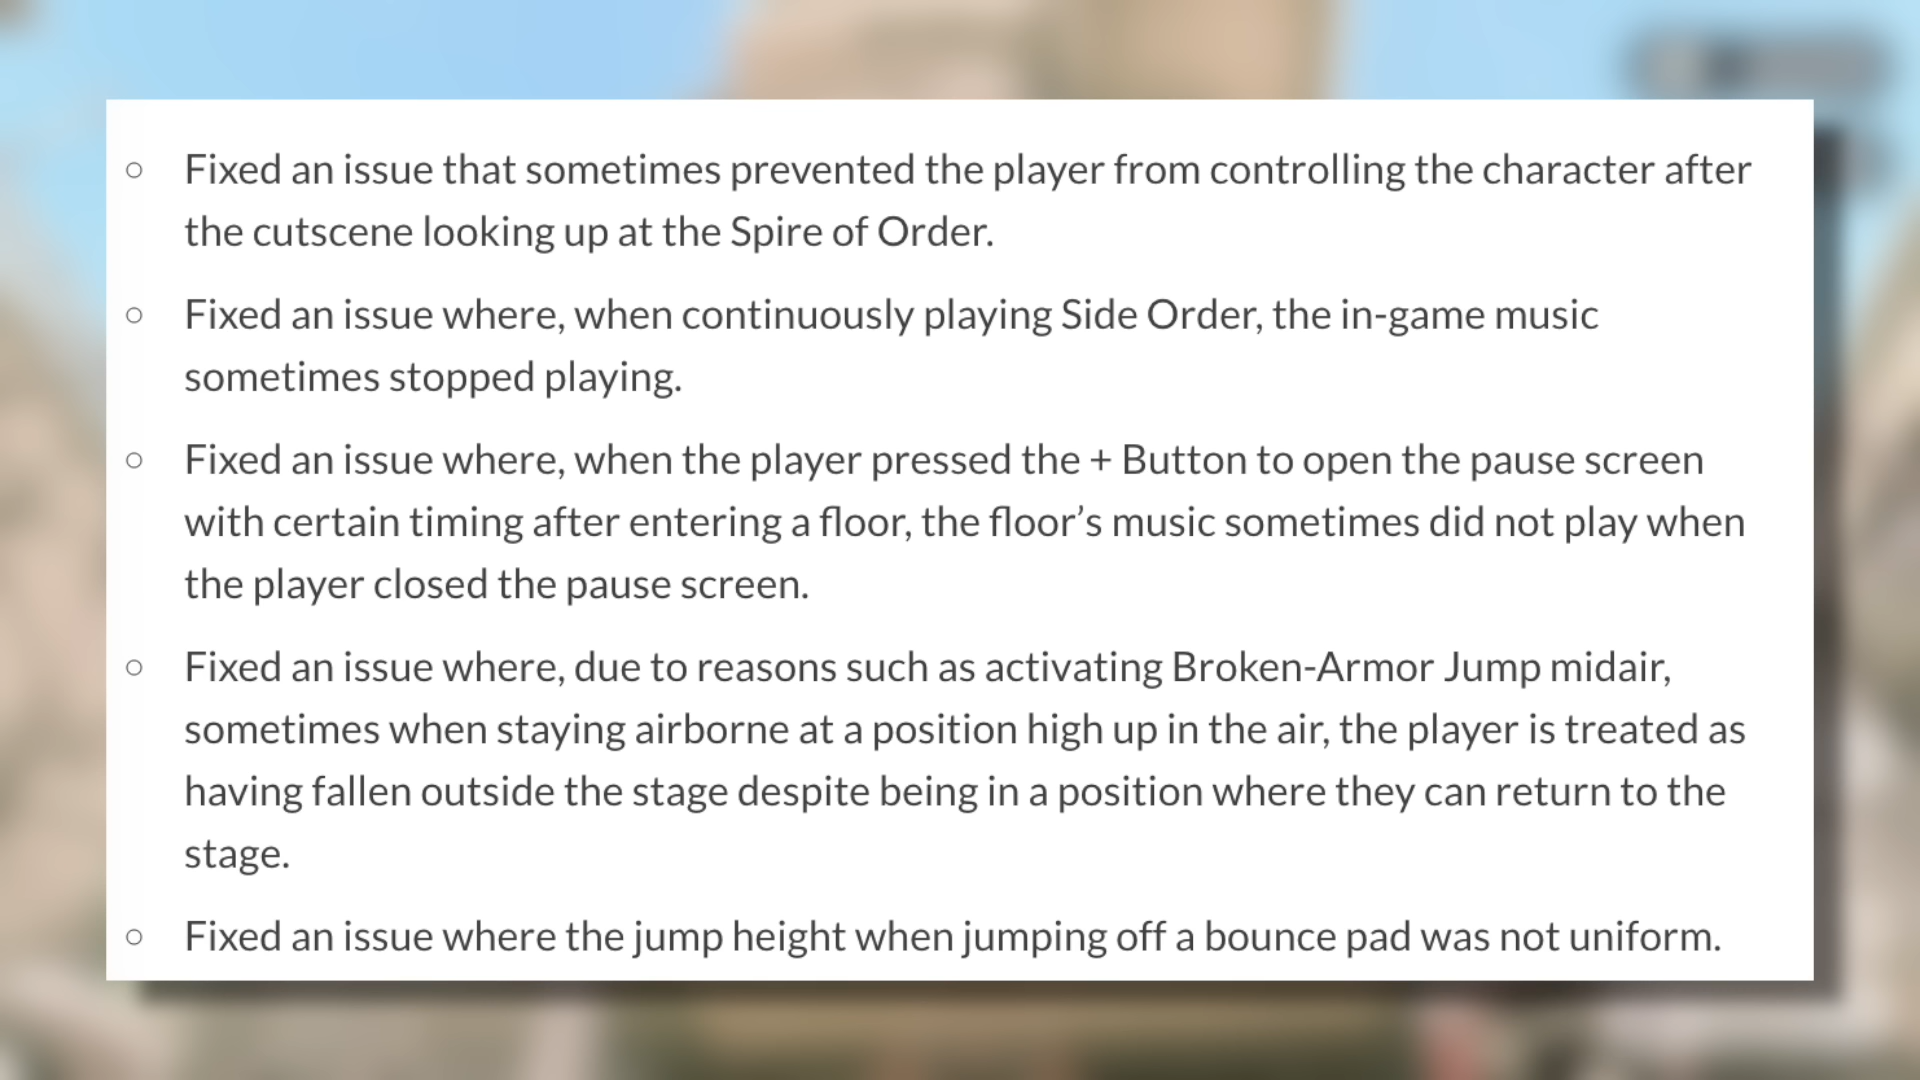 ○ Fixed an issue that sometimes prevented the player from controlling the character after
the cutscene looking up at the Spire of Order.
○ Fixed an issue where, when continuously playing Side Order, the in-game music
sometimes stopped playing.
○ Fixed an issue where, when the player pressed the + Button to open the pause screen
with certain timing after entering a floor, the floor’s music sometimes did not play when
the player closed the pause screen.
○ Fixed an issue where, due to reasons such as activating Broken-Armor Jump midair,
sometimes when staying airborne at a position high up in the air, the player is treated as
having fallen outside the stage despite being in a position where they can return to the
stage.
○ Fixed an issue where the jump height when jumping off a bounce pad was not uniform.